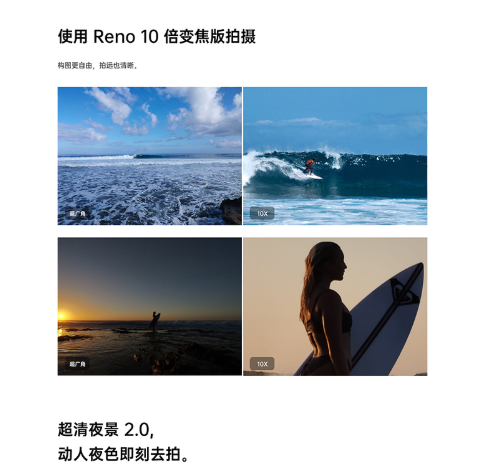 使用 Reno 10 倍变焦版拍摄
构图更自由，拍远也清晰。
超广角
10X
超广角
10X
超清夜景 2.0,
动人夜色即刻去拍。